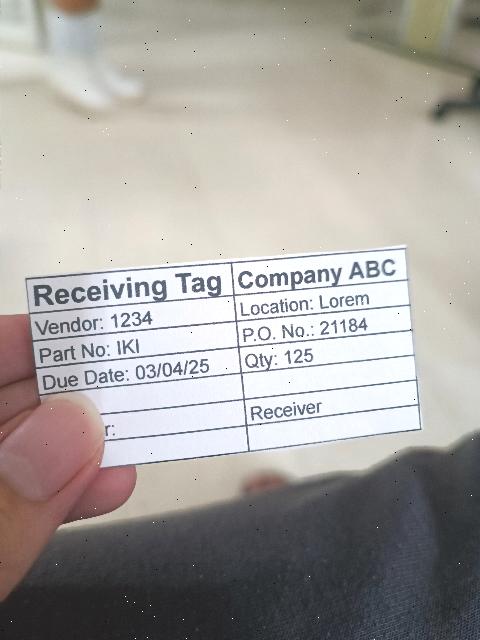 Receiving Tag Company ABC
Vendor: 1234 Location: Lorem
Part No: IKI P.O. No.: 21184
Due Date: 03/04/25 Qty: 125
r: Receiver